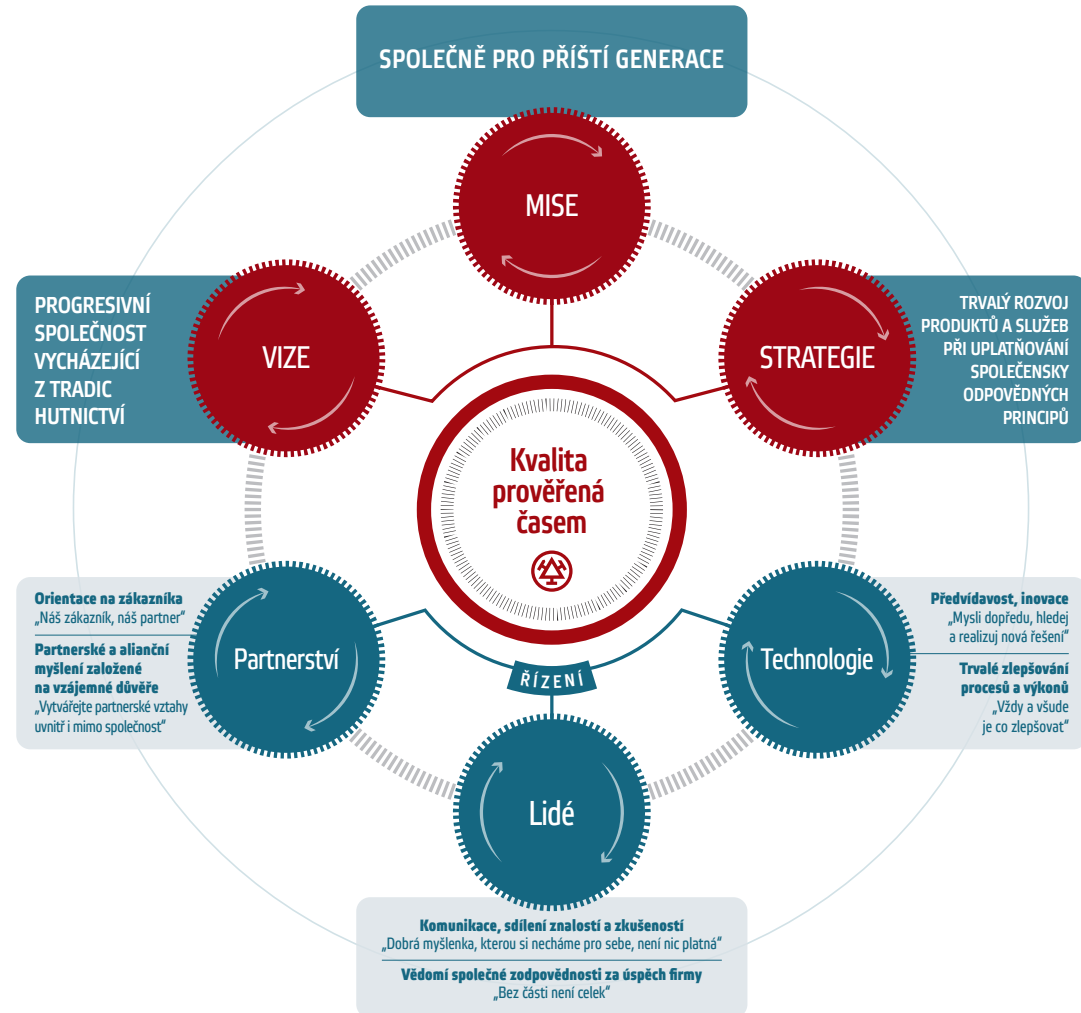 SPOLEČNĚ PRO PŘÍŠTÍ GENERACE
MISE
PROGRESIVNÍ
SPOLEČNOST
VYCHÁZEJÍCÍ
Z TRADIC
HUTNICTVÍ
VIZE
STRATEGIE
TRVALÝ ROZVOJ
PRODUKTŮ A SLUŽEB
PŘI UPLATŇOVÁNÍ
SPOLEČENSKY
ODPOVĚDNÝCH
PRINCIPŮ
Kvalita
prověřená
časem
Orientace na zákazníka
„Náš zákazník, náš partner“
Partnerské a alianční
myšlení založené
na vzájemné důvěře
„Vytvářejte partnerské vztahy
uvnitř i mimo společnost“
Partnerství
ŘÍZENÍ
Technologie
Předvídavost, inovace
„Mysli dopředu, hledej
a realizuj nová řešení“
Trvalé zlepšování
procesů a výkonů
„Vždy a všude
je co zlepšovat“
Lidé
Komunikace, sdílení znalostí a zkušeností
„Dobrá myšlenka, kterou si necháme pro sebe, není nic platná“
Vědomí společné zodpovědnosti za úspěch firmy
„Bez části není celek“